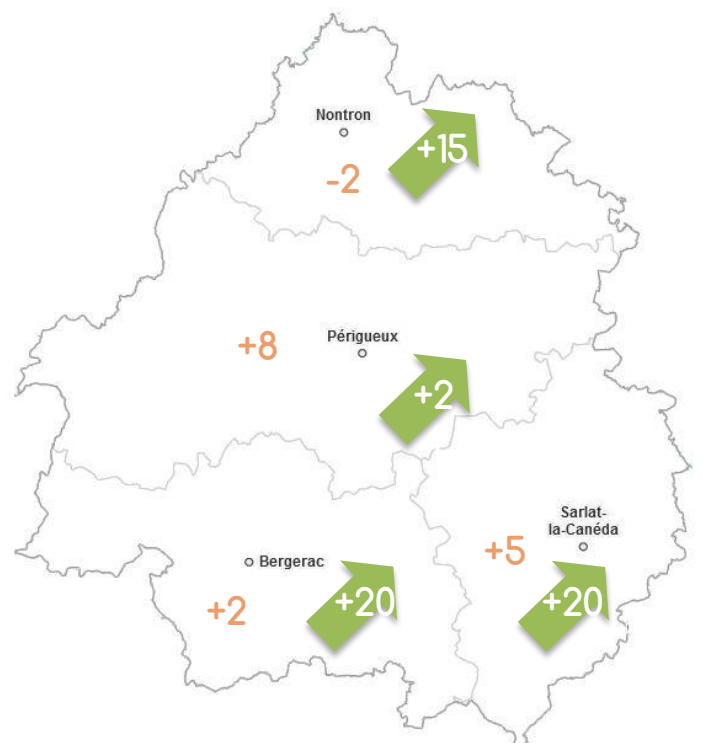 Nontron
+15
-2
+8
Périgueux
+2
Sarlat-
la-Canéda
+5
Bergerac
+20
+20
+2